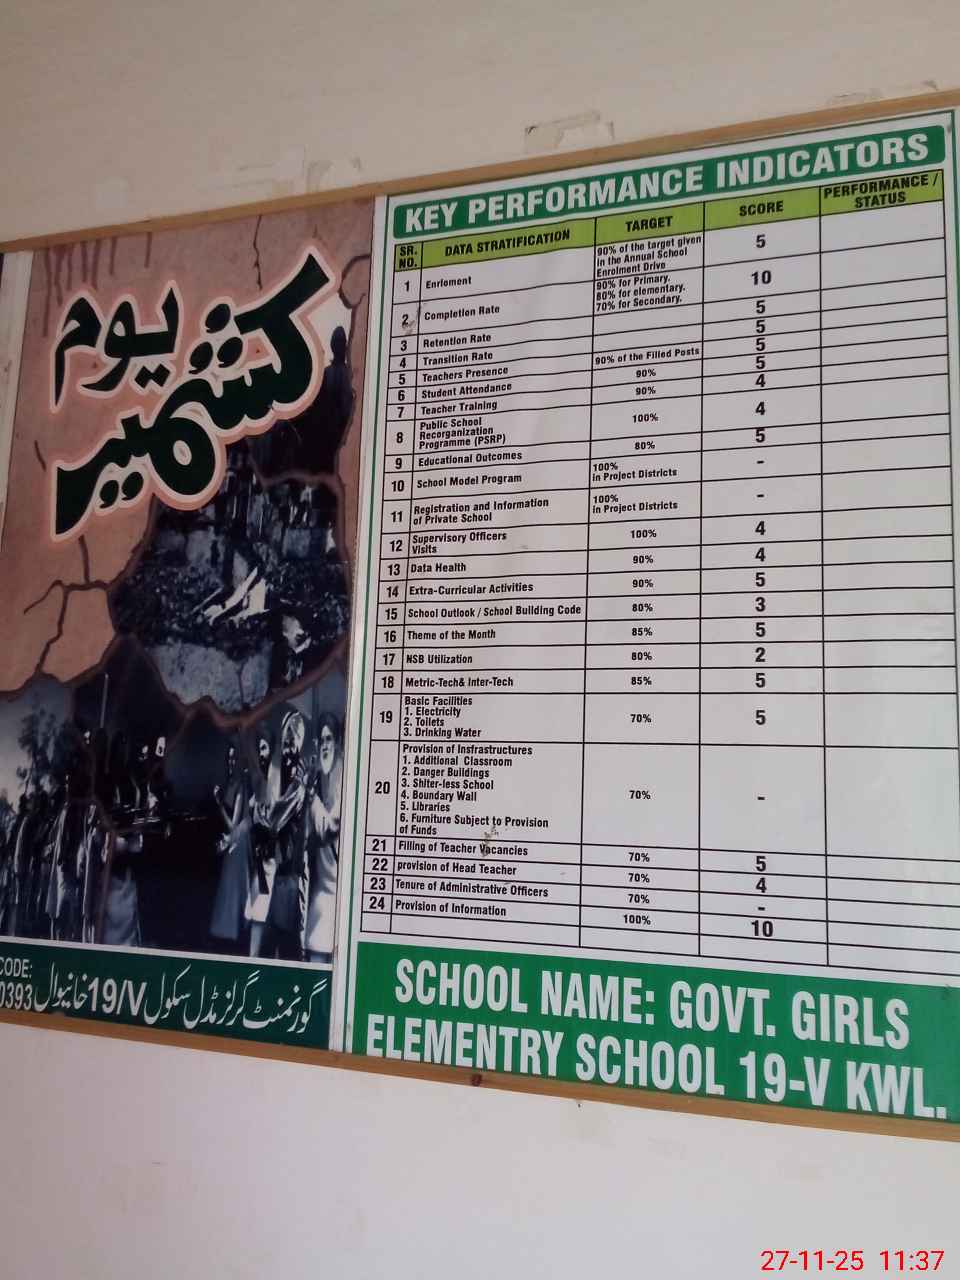 یوم
کشمیر
CODE:
0393 گورنمنٹ گرلز مڈل سکول 19/V خانیوال
KEY PERFORMANCE INDICATORS
SR. NO. DATA STRATIFICATION TARGET SCORE PERFORMANCE / STATUS
1 Enrloment 90% of the target given in the Annual School Enrolment Drive 5
2 Completion Rate 90% for Primary. 80% for elementary. 70% for Secondary. 10
3 Retention Rate 5
4 Transition Rate 5
5 Teachers Presence 90% of the Filled Posts 5
6 Student Attendance 90% 5
7 Teacher Training 90% 4
8 Public School Recorganization Programme (PSRP) 100% 4
9 Educational Outcomes 80% 5
10 School Model Program 100% in Project Districts -
11 Registration and Information of Private School 100% in Project Districts -
12 Supervisory Officers Visits 100% 4
13 Data Health 90% 4
14 Extra-Curricular Activities 90% 5
15 School Outlook / School Building Code 80% 3
16 Theme of the Month 85% 5
17 NSB Utilization 80% 2
18 Metric-Tech& Inter-Tech 85% 5
19 Basic Facilities 70% 5
1. Electricity
2. Toilets
3. Drinking Water
20 Provision of Insfrastructures 70% -
1. Additional Classroom
2. Danger Buildings
3. Shlter-less School
4. Boundary Wall
5. Libraries
6. Furniture Subject to Provision
of Funds
21 Filling of Teacher Vacancies 70% 5
22 provision of Head Teacher 70% 4
23 Tenure of Administrative Officers 70% -
24 Provision of Information 100% 10
SCHOOL NAME: GOVT. GIRLS
ELEMENTRY SCHOOL 19-V KWL.
27-11-25 11:37